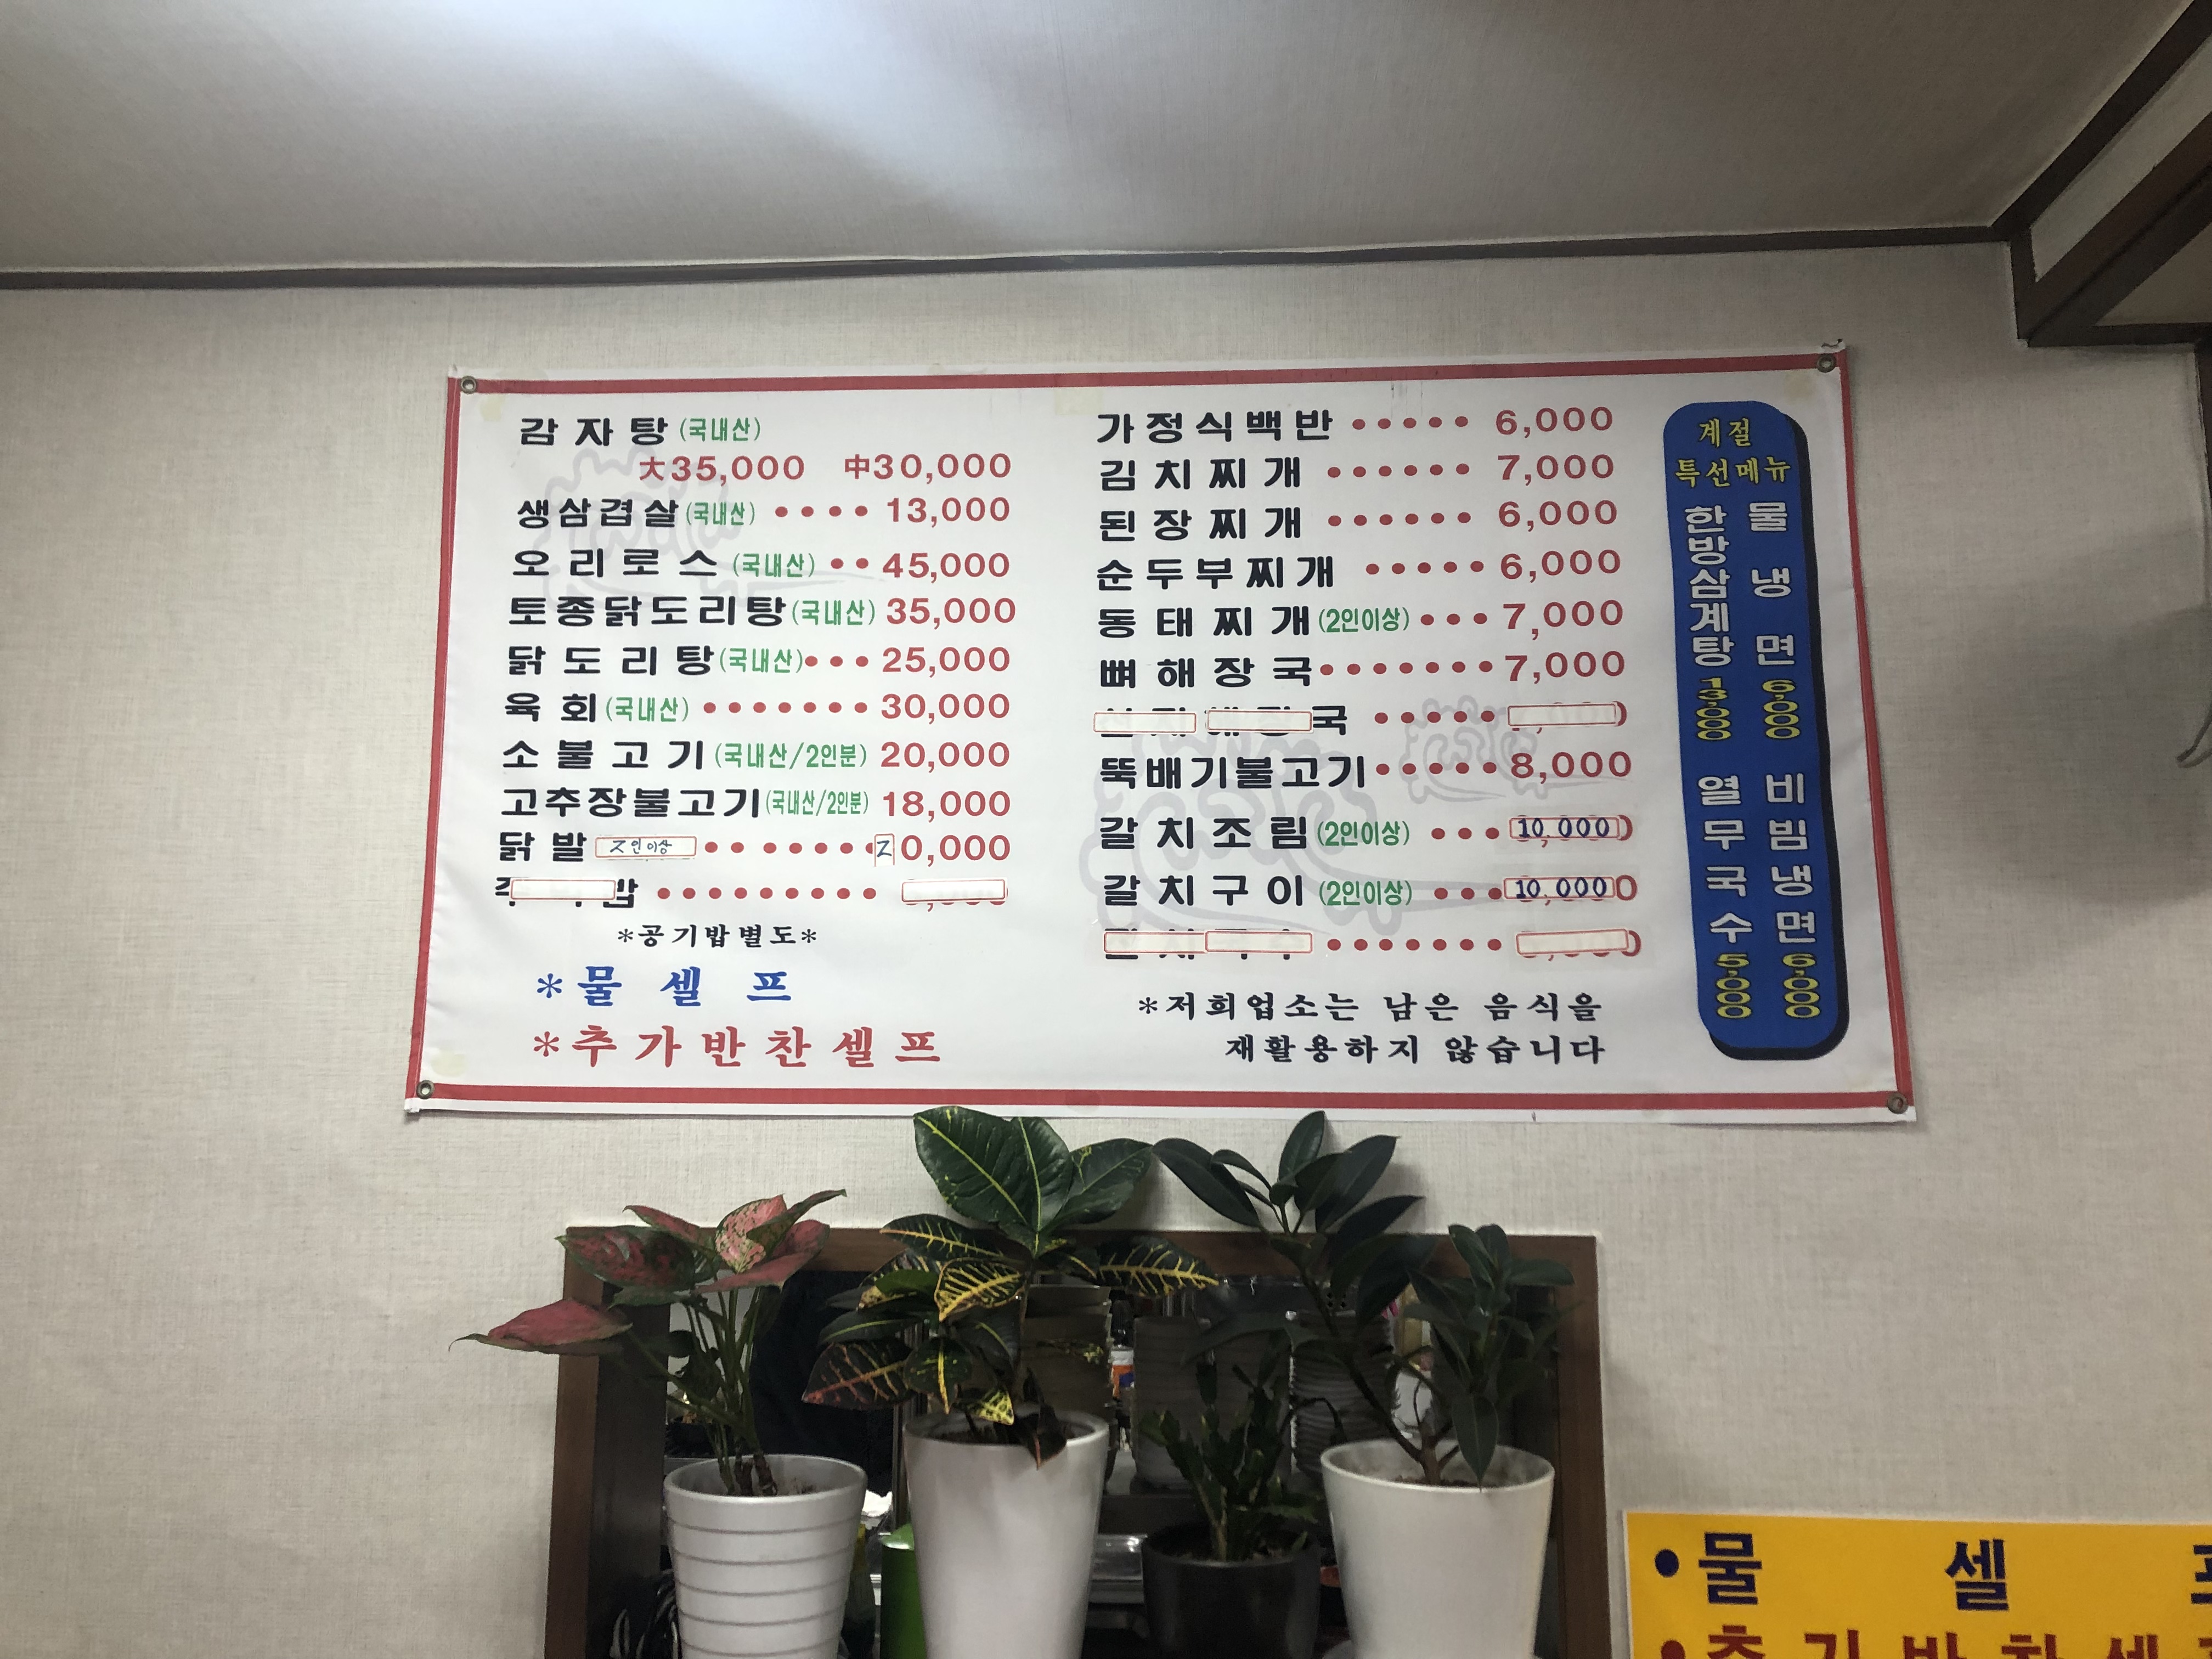 감자탕(국내산)
大35,000 中30,000
생삼겹살(국내산) •••• 13,000
오리로스(국내산) •• 45,000
토종닭도리탕(국내산) 35,000
닭도리탕(국내산)••• 25,000
육회(국내산) ••••••• 30,000
소불고기(국내산/2인분) 20,000
고추장불고기(국내산/2인분) 18,000
닭발 2인이상 ••••••• 20,000
*공기밥별도*
*물 셀 프
*추가반찬셀프
가정식백반 ••••• 6,000
김치찌개 •••••• 7,000
된장찌개 •••••• 6,000
순두부찌개 ••••• 6,000
동태찌개(2인이상) ••• 7,000
뼈해장국••••••• 7,000
뚝배기불고기••••• 8,000
갈치조림(2인이상) ••• 10,000
갈치구이(2인이상) ••• 10,000
*저희업소는 남은 음식을
재활용하지 않습니다
계절
특선메뉴
물냉면 6,000
한방삼계탕 13,000
비빔냉면 6,000
열무국수 5,000
•물 셀